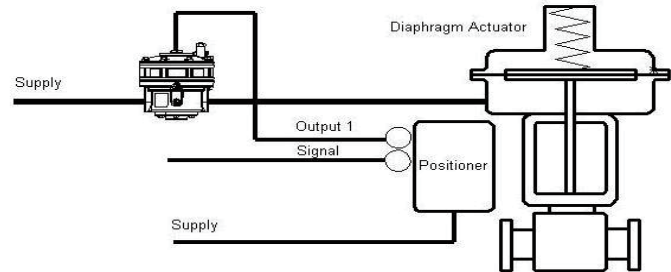 Diaphragm Actuator
Supply
Output 1
Signal
Positioner
Supply